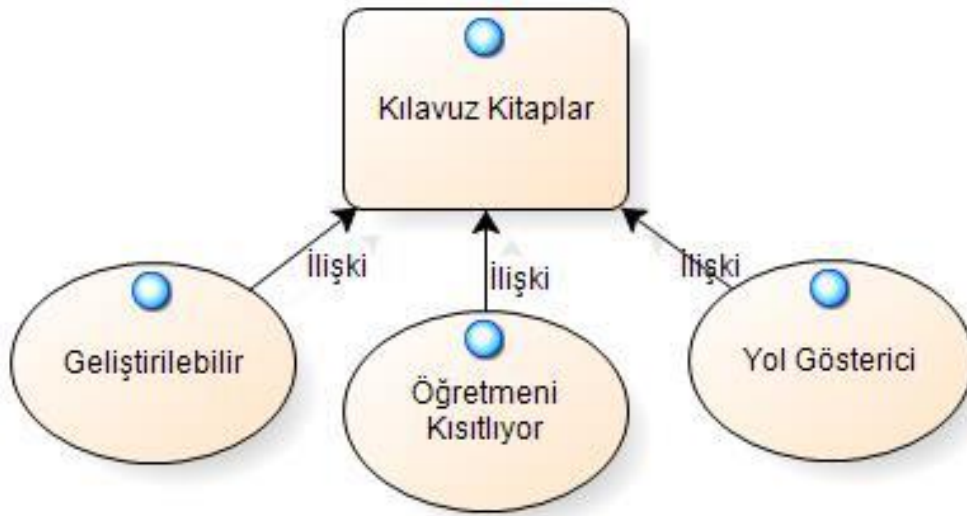 Kılavuz Kitaplar
İlişki
İlişki
İlişki
Geliştirilebilir
Öğretmeni
Kısıtlıyor
Yol Gösterici